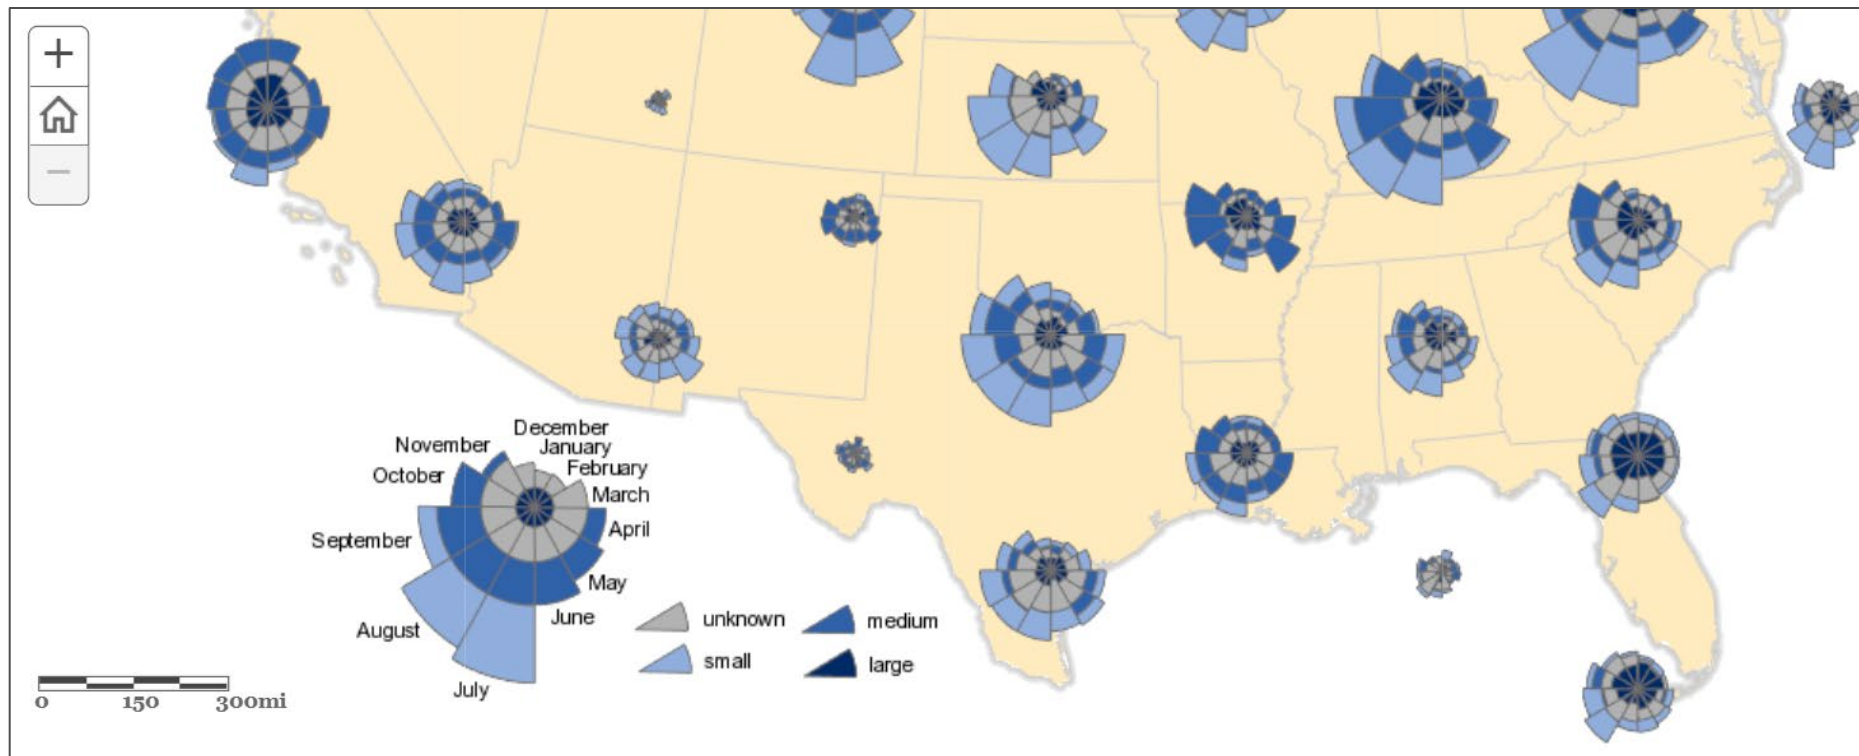 +
−
December
November
January
February
October
March
September
April
May
August
June
July
unknown
medium
small
large
0 150 300mi